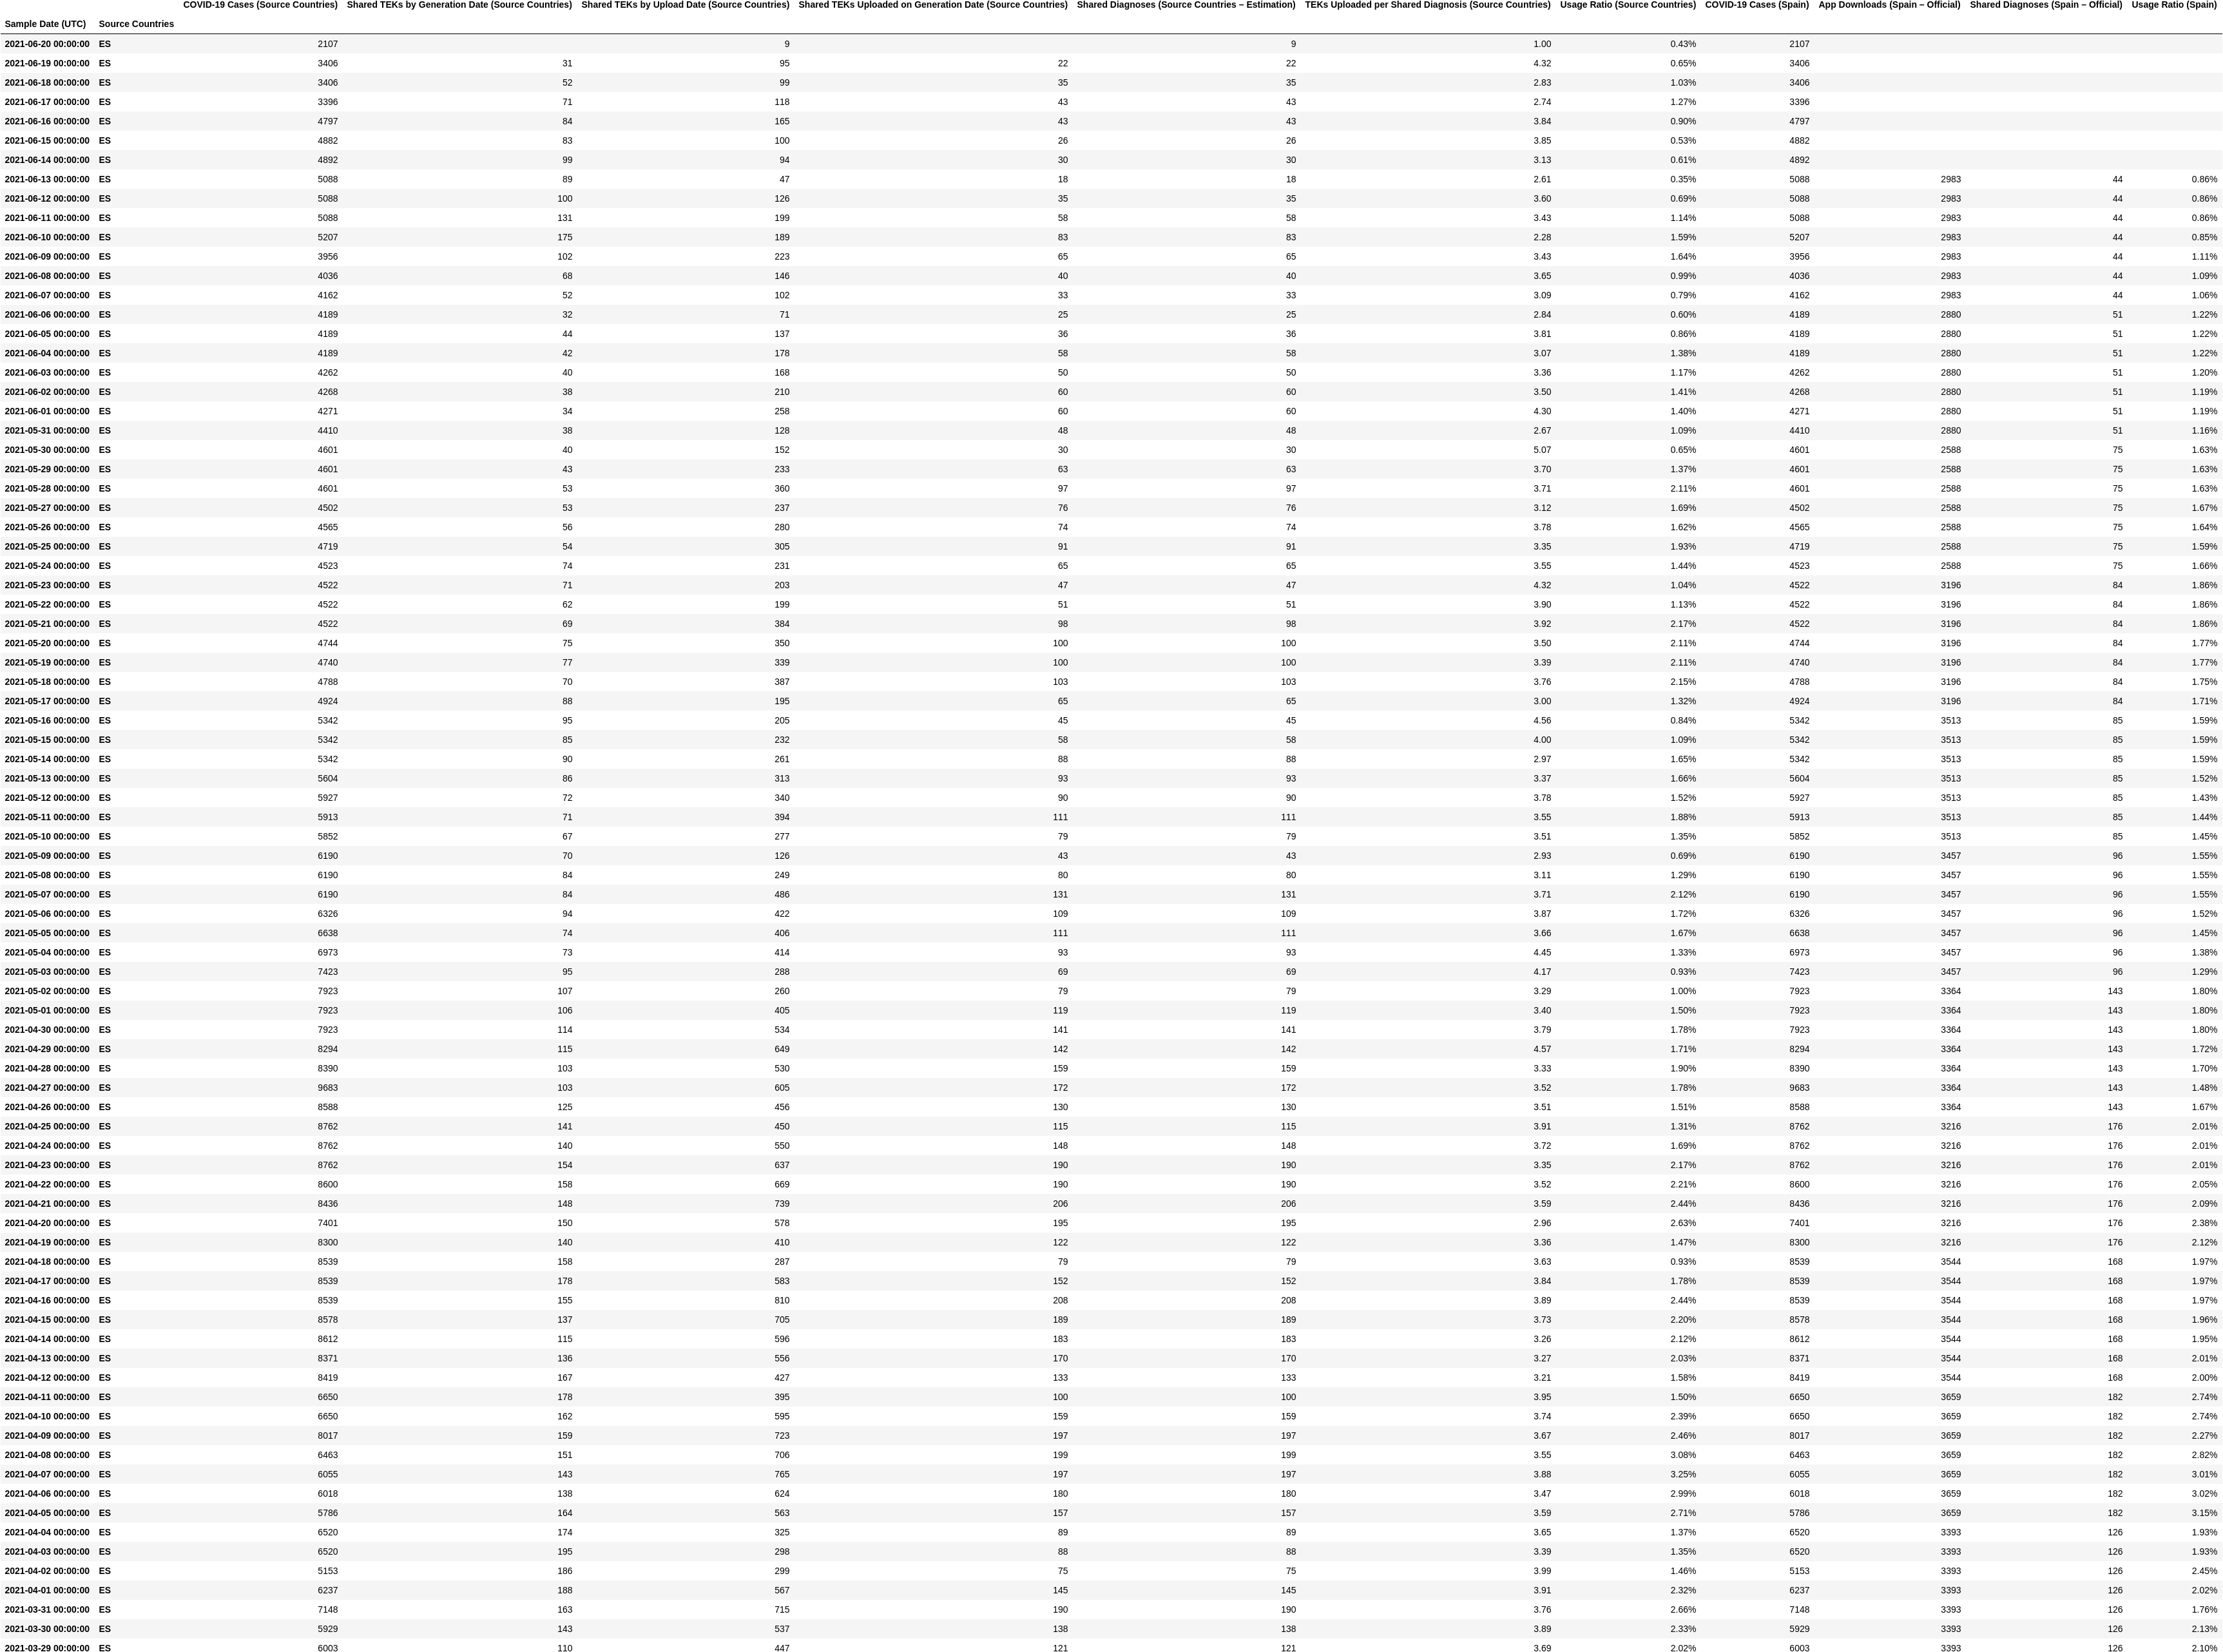 COVID-19 Cases (Source Countries) Shared TEKs by Generation Date (Source Countries) Shared TEKs by Upload Date (Source Countries) Shared TEKs Uploaded on Generation Date (Source Countries) Shared Diagnoses (Source Countries – Estimation) TEKs Uploaded per Shared Diagnosis (Source Countries) Usage Ratio (Source Countries) COVID-19 Cases (Spain) App Downloads (Spain – Official) Shared Diagnoses (Spain – Official) Usage Ratio (Spain)
Sample Date (UTC) Source Countries
2021-06-20 00:00:00 ES 2107 9 9 1.00 0.43% 2107
2021-06-19 00:00:00 ES 3406 31 95 22 22 4.32 0.65% 3406
2021-06-18 00:00:00 ES 3406 52 99 35 35 2.83 1.03% 3406
2021-06-17 00:00:00 ES 3396 71 118 43 43 2.74 1.27% 3396
2021-06-16 00:00:00 ES 4797 84 165 43 43 3.84 0.90% 4797
2021-06-15 00:00:00 ES 4882 83 100 26 26 3.85 0.53% 4882
2021-06-14 00:00:00 ES 4892 99 94 30 30 3.13 0.61% 4892
2021-06-13 00:00:00 ES 5088 89 47 18 18 2.61 0.35% 5088 2983 44 0.86%
2021-06-12 00:00:00 ES 5088 100 126 35 35 3.60 0.69% 5088 2983 44 0.86%
2021-06-11 00:00:00 ES 5088 131 199 58 58 3.43 1.14% 5088 2983 44 0.86%
2021-06-10 00:00:00 ES 5207 175 189 83 83 2.28 1.59% 5207 2983 44 0.85%
2021-06-09 00:00:00 ES 3956 102 223 65 65 3.43 1.64% 3956 2983 44 1.11%
2021-06-08 00:00:00 ES 4036 68 146 40 40 3.65 0.99% 4036 2983 44 1.09%
2021-06-07 00:00:00 ES 4162 52 102 33 33 3.09 0.79% 4162 2983 44 1.06%
2021-06-06 00:00:00 ES 4189 32 71 25 25 2.84 0.60% 4189 2880 51 1.22%
2021-06-05 00:00:00 ES 4189 44 137 36 36 3.81 0.86% 4189 2880 51 1.22%
2021-06-04 00:00:00 ES 4189 42 178 58 58 3.07 1.38% 4189 2880 51 1.22%
2021-06-03 00:00:00 ES 4262 40 168 50 50 3.36 1.17% 4262 2880 51 1.20%
2021-06-02 00:00:00 ES 4268 38 210 60 60 3.50 1.41% 4268 2880 51 1.19%
2021-06-01 00:00:00 ES 4271 34 258 60 60 4.30 1.40% 4271 2880 51 1.19%
2021-05-31 00:00:00 ES 4410 38 128 48 48 2.67 1.09% 4410 2880 51 1.16%
2021-05-30 00:00:00 ES 4601 40 152 30 30 5.07 0.65% 4601 2588 75 1.63%
2021-05-29 00:00:00 ES 4601 43 233 63 63 3.70 1.37% 4601 2588 75 1.63%
2021-05-28 00:00:00 ES 4601 53 360 97 97 3.71 2.11% 4601 2588 75 1.63%
2021-05-27 00:00:00 ES 4502 53 237 76 76 3.12 1.69% 4502 2588 75 1.67%
2021-05-26 00:00:00 ES 4565 56 280 74 74 3.78 1.62% 4565 2588 75 1.64%
2021-05-25 00:00:00 ES 4719 54 305 91 91 3.35 1.93% 4719 2588 75 1.59%
2021-05-24 00:00:00 ES 4523 74 231 65 65 3.55 1.44% 4523 2588 75 1.66%
2021-05-23 00:00:00 ES 4522 71 203 47 47 4.32 1.04% 4522 3196 84 1.86%
2021-05-22 00:00:00 ES 4522 62 199 51 51 3.90 1.13% 4522 3196 84 1.86%
2021-05-21 00:00:00 ES 4522 69 384 98 98 3.92 2.17% 4522 3196 84 1.86%
2021-05-20 00:00:00 ES 4744 75 350 100 100 3.50 2.11% 4744 3196 84 1.77%
2021-05-19 00:00:00 ES 4740 77 339 100 100 3.39 2.11% 4740 3196 84 1.77%
2021-05-18 00:00:00 ES 4788 70 387 103 103 3.76 2.15% 4788 3196 84 1.75%
2021-05-17 00:00:00 ES 4924 88 195 65 65 3.00 1.32% 4924 3196 84 1.71%
2021-05-16 00:00:00 ES 5342 95 205 45 45 4.56 0.84% 5342 3513 85 1.59%
2021-05-15 00:00:00 ES 5342 85 232 58 58 4.00 1.09% 5342 3513 85 1.59%
2021-05-14 00:00:00 ES 5342 90 261 88 88 2.97 1.65% 5342 3513 85 1.59%
2021-05-13 00:00:00 ES 5604 86 313 93 93 3.37 1.66% 5604 3513 85 1.52%
2021-05-12 00:00:00 ES 5927 72 340 90 90 3.78 1.52% 5927 3513 85 1.43%
2021-05-11 00:00:00 ES 5913 71 394 111 111 3.55 1.88% 5913 3513 85 1.44%
2021-05-10 00:00:00 ES 5852 67 277 79 79 3.51 1.35% 5852 3513 85 1.45%
2021-05-09 00:00:00 ES 6190 70 126 43 43 2.93 0.69% 6190 3457 96 1.55%
2021-05-08 00:00:00 ES 6190 84 249 80 80 3.11 1.29% 6190 3457 96 1.55%
2021-05-07 00:00:00 ES 6190 84 486 131 131 3.71 2.12% 6190 3457 96 1.55%
2021-05-06 00:00:00 ES 6326 94 422 109 109 3.87 1.72% 6326 3457 96 1.52%
2021-05-05 00:00:00 ES 6638 74 406 111 111 3.66 1.67% 6638 3457 96 1.45%
2021-05-04 00:00:00 ES 6973 73 414 93 93 4.45 1.33% 6973 3457 96 1.38%
2021-05-03 00:00:00 ES 7423 95 288 69 69 4.17 0.93% 7423 3457 96 1.29%
2021-05-02 00:00:00 ES 7923 107 260 79 79 3.29 1.00% 7923 3364 143 1.80%
2021-05-01 00:00:00 ES 7923 106 405 119 119 3.40 1.50% 7923 3364 143 1.80%
2021-04-30 00:00:00 ES 7923 114 534 141 141 3.79 1.78% 7923 3364 143 1.80%
2021-04-29 00:00:00 ES 8294 115 649 142 142 4.57 1.71% 8294 3364 143 1.72%
2021-04-28 00:00:00 ES 8390 103 530 159 159 3.33 1.90% 8390 3364 143 1.70%
2021-04-27 00:00:00 ES 9683 103 605 172 172 3.52 1.78% 9683 3364 143 1.48%
2021-04-26 00:00:00 ES 8588 125 456 130 130 3.51 1.51% 8588 3364 143 1.67%
2021-04-25 00:00:00 ES 8762 141 450 115 115 3.91 1.31% 8762 3216 176 2.01%
2021-04-24 00:00:00 ES 8762 140 550 148 148 3.72 1.69% 8762 3216 176 2.01%
2021-04-23 00:00:00 ES 8762 154 637 190 190 3.35 2.17% 8762 3216 176 2.01%
2021-04-22 00:00:00 ES 8600 158 669 190 190 3.52 2.21% 8600 3216 176 2.05%
2021-04-21 00:00:00 ES 8436 148 739 206 206 3.59 2.44% 8436 3216 176 2.09%
2021-04-20 00:00:00 ES 7401 150 578 195 195 2.96 2.63% 7401 3216 176 2.38%
2021-04-19 00:00:00 ES 8300 140 410 122 122 3.36 1.47% 8300 3216 176 2.12%
2021-04-18 00:00:00 ES 8539 158 287 79 79 3.63 0.93% 8539 3544 168 1.97%
2021-04-17 00:00:00 ES 8539 178 583 152 152 3.84 1.78% 8539 3544 168 1.97%
2021-04-16 00:00:00 ES 8539 155 810 208 208 3.89 2.44% 8539 3544 168 1.97%
2021-04-15 00:00:00 ES 8578 137 705 189 189 3.73 2.20% 8578 3544 168 1.96%
2021-04-14 00:00:00 ES 8612 115 596 183 183 3.26 2.12% 8612 3544 168 1.95%
2021-04-13 00:00:00 ES 8371 136 556 170 170 3.27 2.03% 8371 3544 168 2.01%
2021-04-12 00:00:00 ES 8419 167 427 133 133 3.21 1.58% 8419 3544 168 2.00%
2021-04-11 00:00:00 ES 6650 178 395 100 100 3.95 1.50% 6650 3659 182 2.74%
2021-04-10 00:00:00 ES 6650 162 595 159 159 3.74 2.39% 6650 3659 182 2.74%
2021-04-09 00:00:00 ES 8017 159 723 197 197 3.67 2.46% 8017 3659 182 2.27%
2021-04-08 00:00:00 ES 6463 151 706 199 199 3.55 3.08% 6463 3659 182 2.82%
2021-04-07 00:00:00 ES 6055 143 765 197 197 3.88 3.25% 6055 3659 182 3.01%
2021-04-06 00:00:00 ES 6018 138 624 180 180 3.47 2.99% 6018 3659 182 3.02%
2021-04-05 00:00:00 ES 5786 164 563 157 157 3.59 2.71% 5786 3659 182 3.15%
2021-04-04 00:00:00 ES 6520 174 325 89 89 3.65 1.37% 6520 3393 126 1.93%
2021-04-03 00:00:00 ES 6520 195 298 88 88 3.39 1.35% 6520 3393 126 1.93%
2021-04-02 00:00:00 ES 5153 186 299 75 75 3.99 1.46% 5153 3393 126 2.45%
2021-04-01 00:00:00 ES 6237 188 567 145 145 3.91 2.32% 6237 3393 126 2.02%
2021-03-31 00:00:00 ES 7148 163 715 190 190 3.76 2.66% 7148 3393 126 1.76%
2021-03-30 00:00:00 ES 5929 143 537 138 138 3.89 2.33% 5929 3393 126 2.13%
2021-03-29 00:00:00 ES 6003 110 447 121 121 3.69 2.02% 6003 3393 126 2.10%